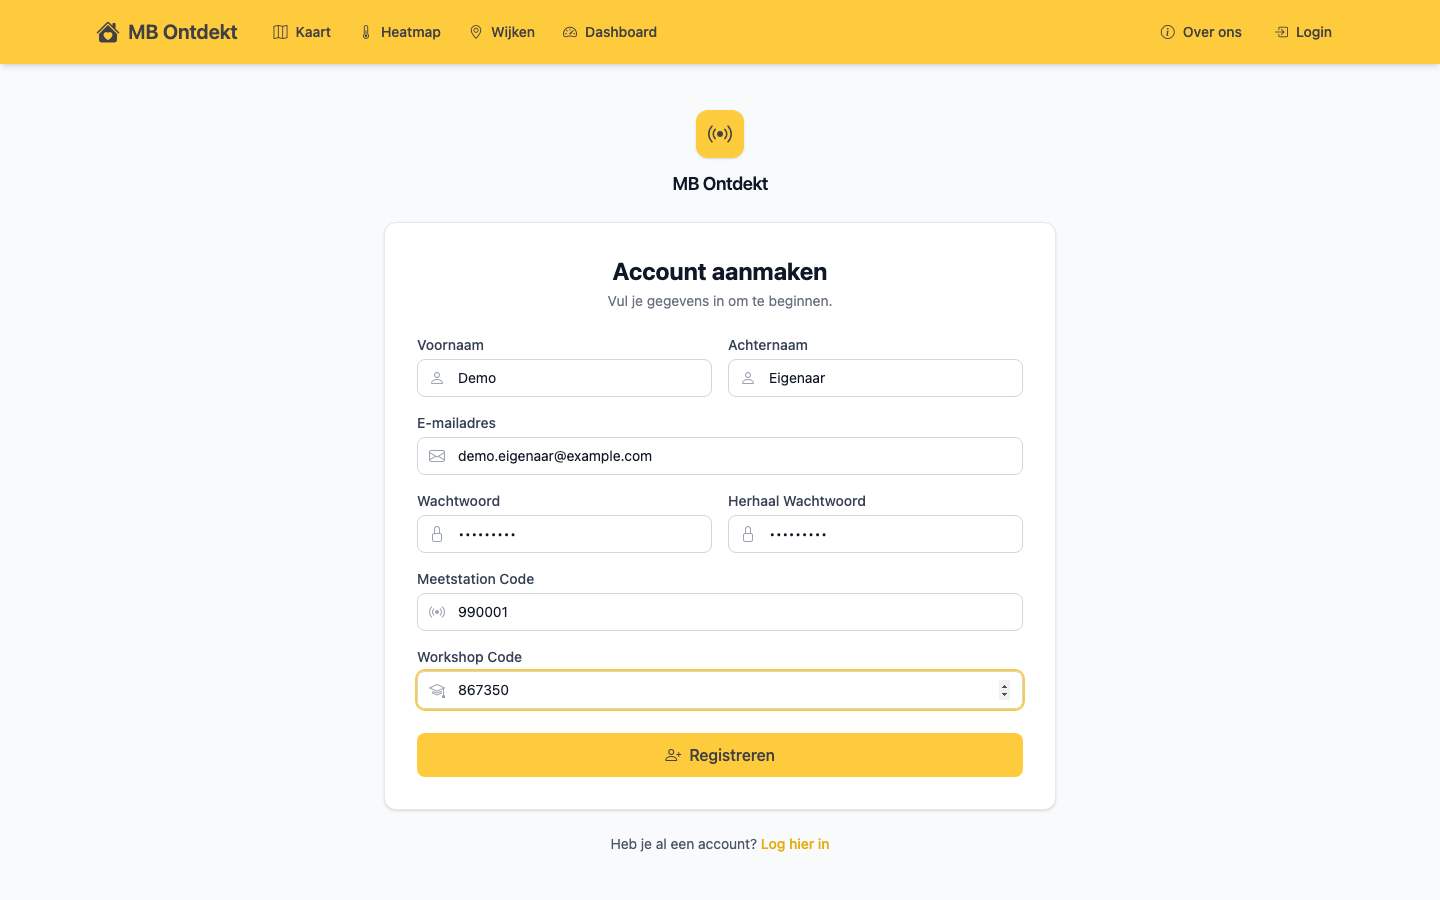 MB Ontdekt Kaart Heatmap Wijken Dashboard Over ons Login
MB Ontdekt
Account aanmaken
Vul je gegevens in om te beginnen.
Voornaam Achternaam
Demo Eigenaar
E-mailadres
demo.eigenaar@example.com
Wachtwoord Herhaal Wachtwoord
••••••••• •••••••••
Meetstation Code
990001
Workshop Code
867350
Registreren
Heb je al een account? Log hier in